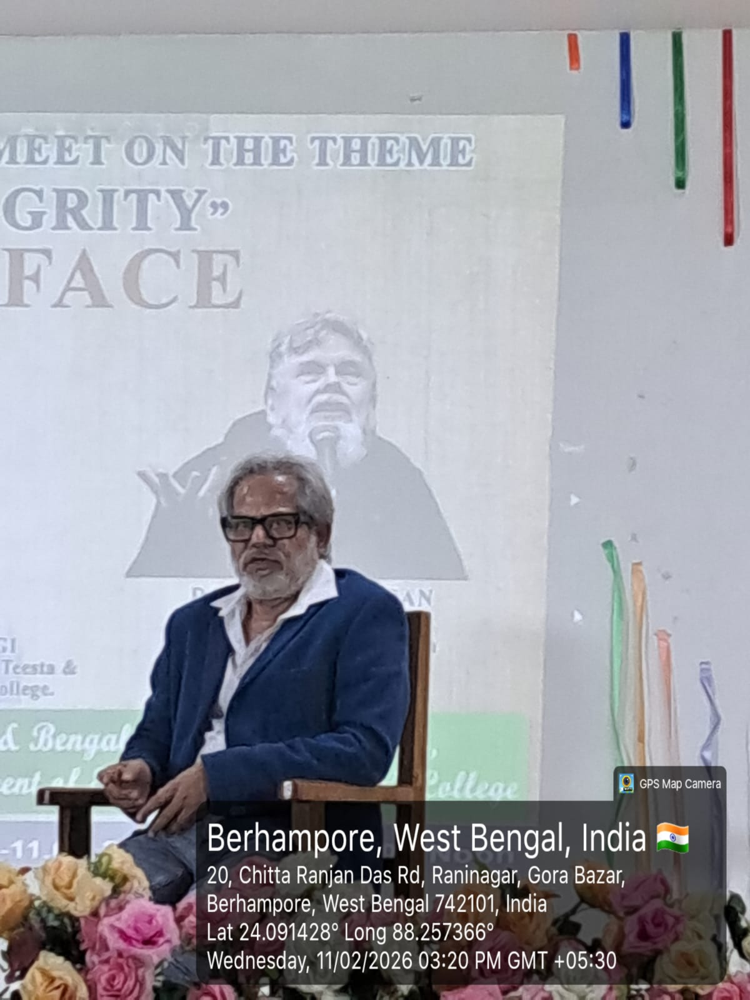 MEET ON THE THEME
GRITY”
FACE
AN
GI
Teesta &
ollege.
& Bengal
ent of
College
-11.
GPS Map Camera
Berhampore, West Bengal, India
20, Chitta Ranjan Das Rd, Raninagar, Gora Bazar,
Berhampore, West Bengal 742101, India
Lat 24.091428° Long 88.257366°
Wednesday, 11/02/2026 03:20 PM GMT +05:30